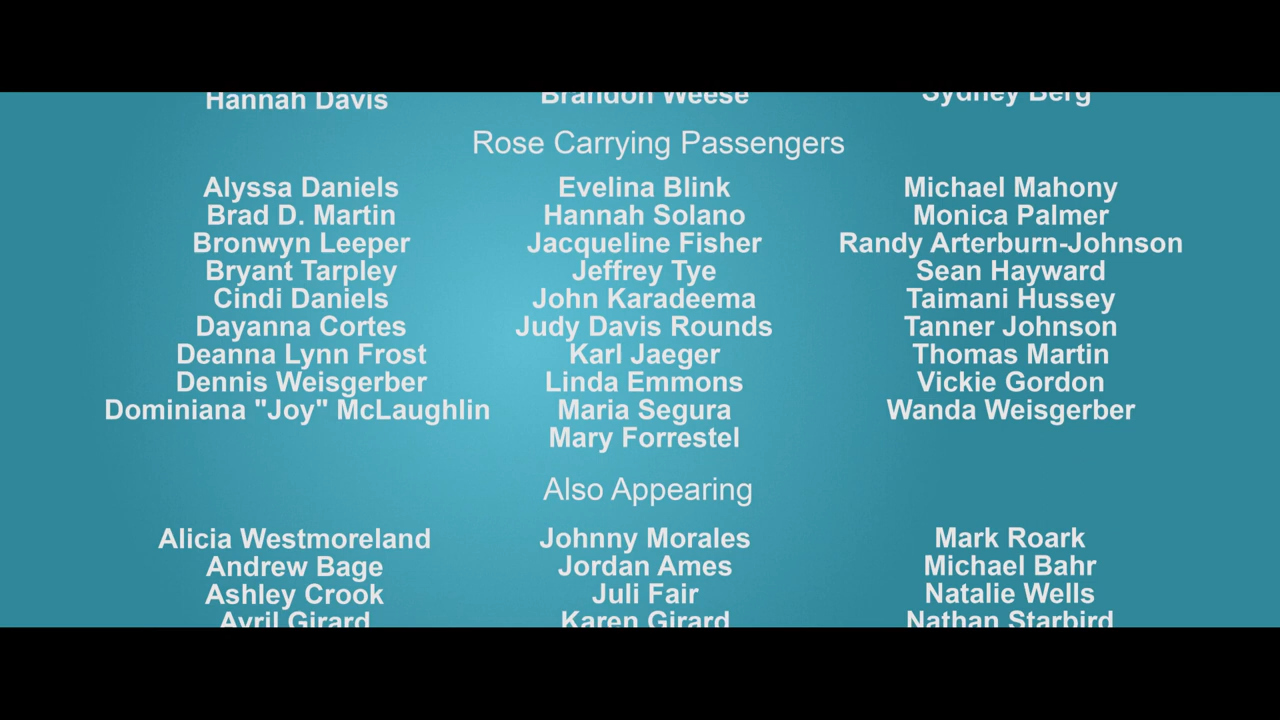 Hannah Davis Brandon Weese Sydney Berg
Rose Carrying Passengers
Alyssa Daniels Evelina Blink Michael Mahony
Brad D. Martin Hannah Solano Monica Palmer
Bronwyn Leeper Jacqueline Fisher Randy Arterburn-Johnson
Bryant Tarpley Jeffrey Tye Sean Hayward
Cindi Daniels John Karadeema Taimani Hussey
Dayanna Cortes Judy Davis Rounds Tanner Johnson
Deanna Lynn Frost Karl Jaeger Thomas Martin
Dennis Weisgerber Linda Emmons Vickie Gordon
Dominiana "Joy" McLaughlin Maria Segura Wanda Weisgerber
Mary Forrestel
Also Appearing
Alicia Westmoreland Johnny Morales Mark Roark
Andrew Bage Jordan Ames Michael Bahr
Ashley Crook Juli Fair Natalie Wells
Avril Girard Karen Girard Nathan Starbird